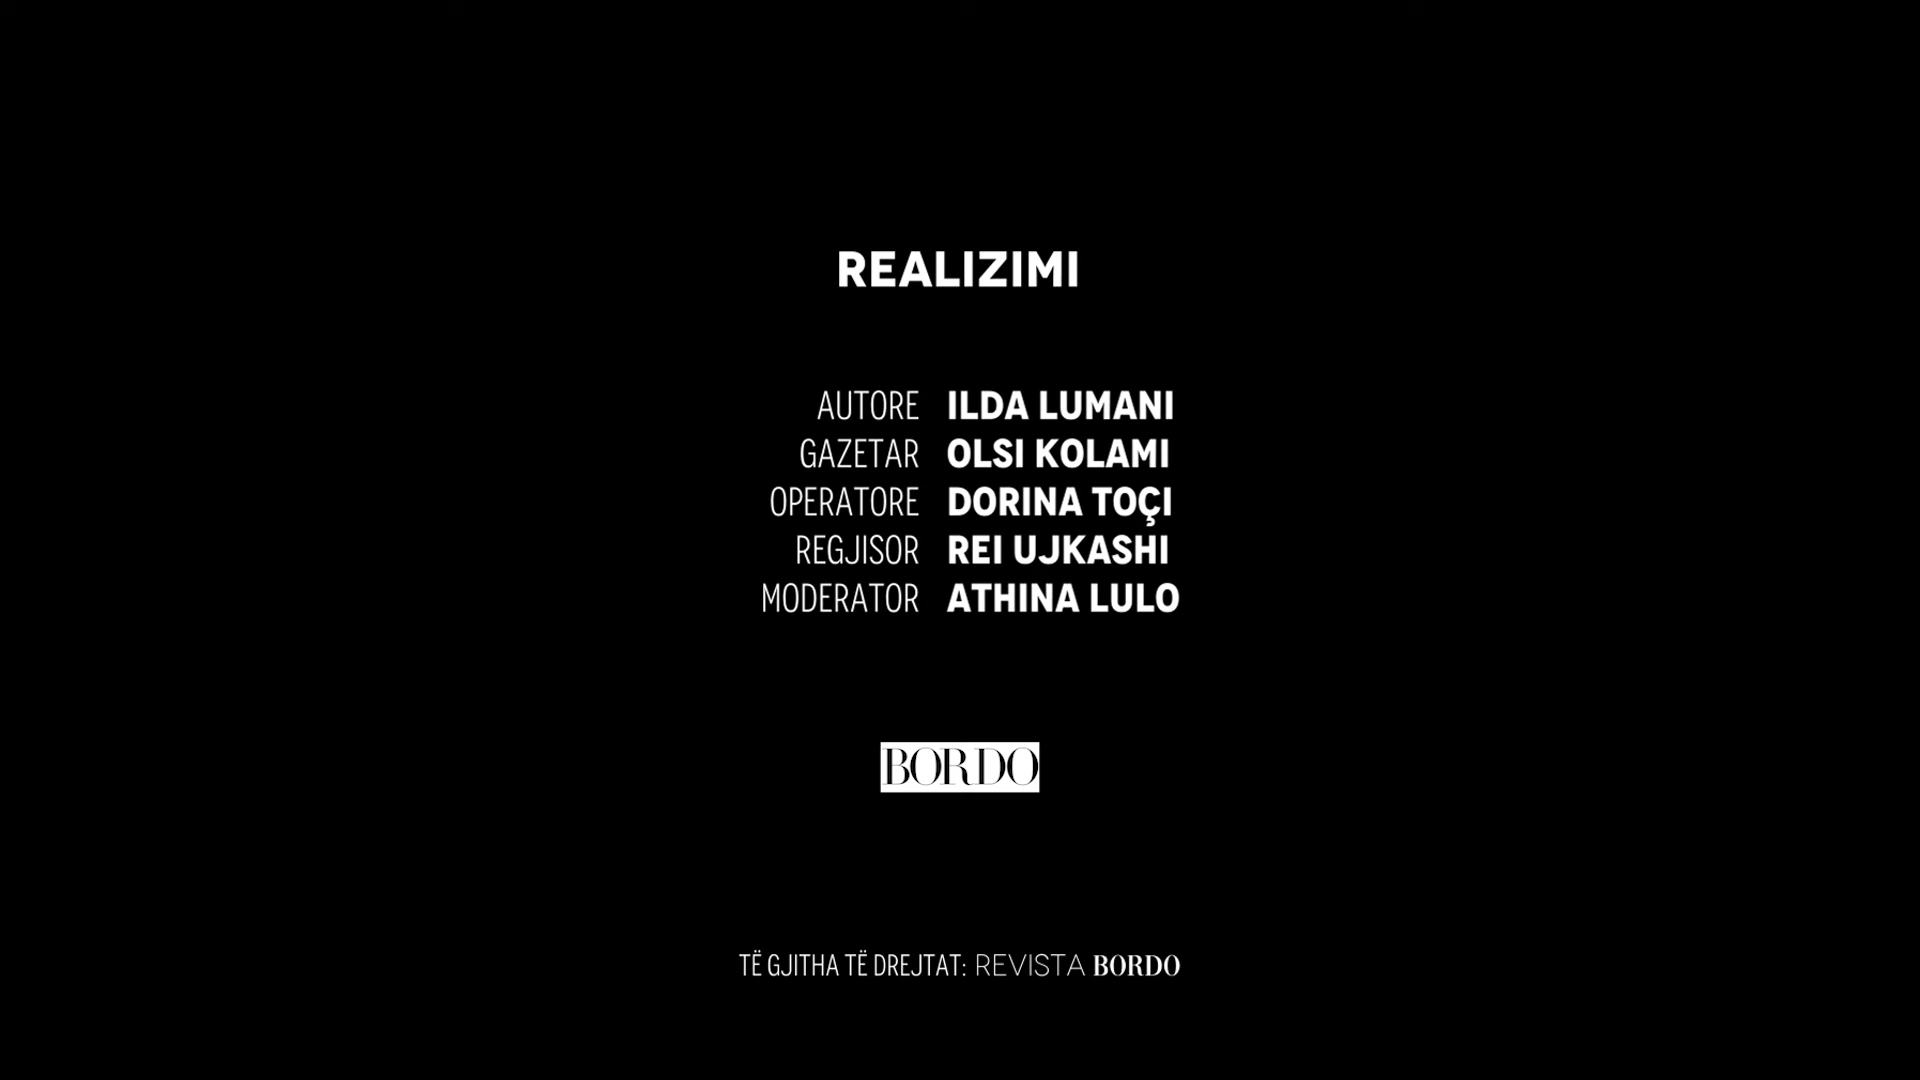 REALIZIMI
AUTORE ILDA LUMANI
GAZETAR OLSI KOLAMI
OPERATORE DORINA TOÇI
REGJISOR REI UJKASHI
MODERATOR ATHINA LULO
BORDO
TË GJITHA TË DREJTAT: REVISTA BORDO